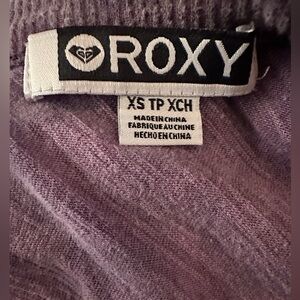 ROXY
XS TP XCH
MADE IN CHINA
FABRIQUE AU CHINE
HECHO EN CHINA